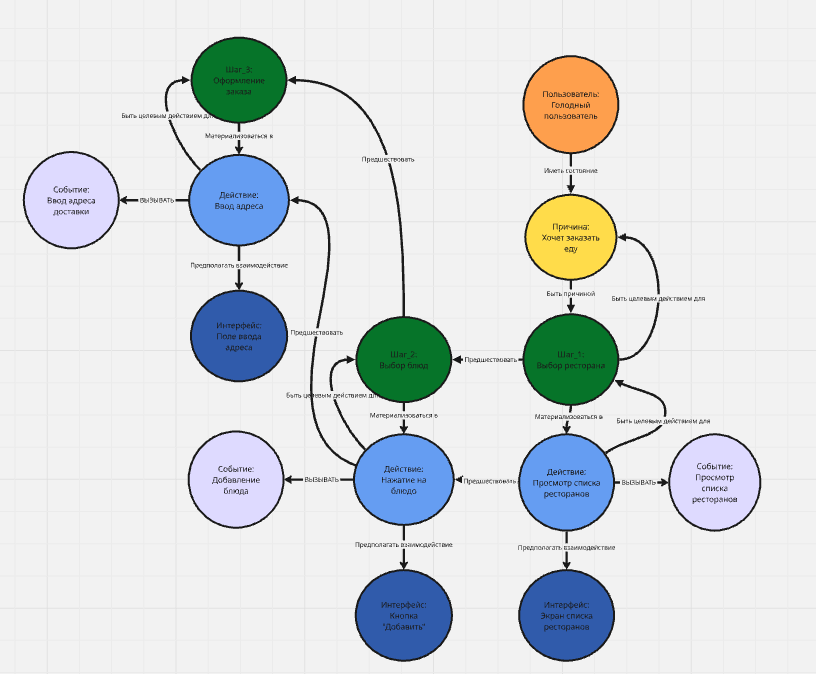 Шаг_3:
Оформление
заказа
Пользователь:
Голодный
пользователь
Быть целевым действием для
Материализоваться в
Предшествовать
Иметь состояние
Событие:
Ввод адреса
доставки
ВЫЗЫВАТЬ
Действие:
Ввод адреса
Причина:
Хочет заказать
еду
Предполагать взаимодействие
Быть причиной
Быть целевым действием для
Интерфейс:
Поле ввода
адреса
Предшествовать
Шаг_2:
Выбор блюд
Предшествовать
Шаг_1:
Выбор ресторана
Быть целевым действием для
Материализоваться в
Материализоваться в
Быть целевым действием для
Событие:
Добавление
блюда
ВЫЗЫВАТЬ
Действие:
Нажатие на
блюдо
Предшествовать
Действие:
Просмотр списка
ресторанов
ВЫЗЫВАТЬ
Событие:
Просмотр
списка
ресторанов
Предполагать взаимодействие
Предполагать взаимодействие
Интерфейс:
Кнопка
"Добавить"
Интерфейс:
Экран списка
ресторанов